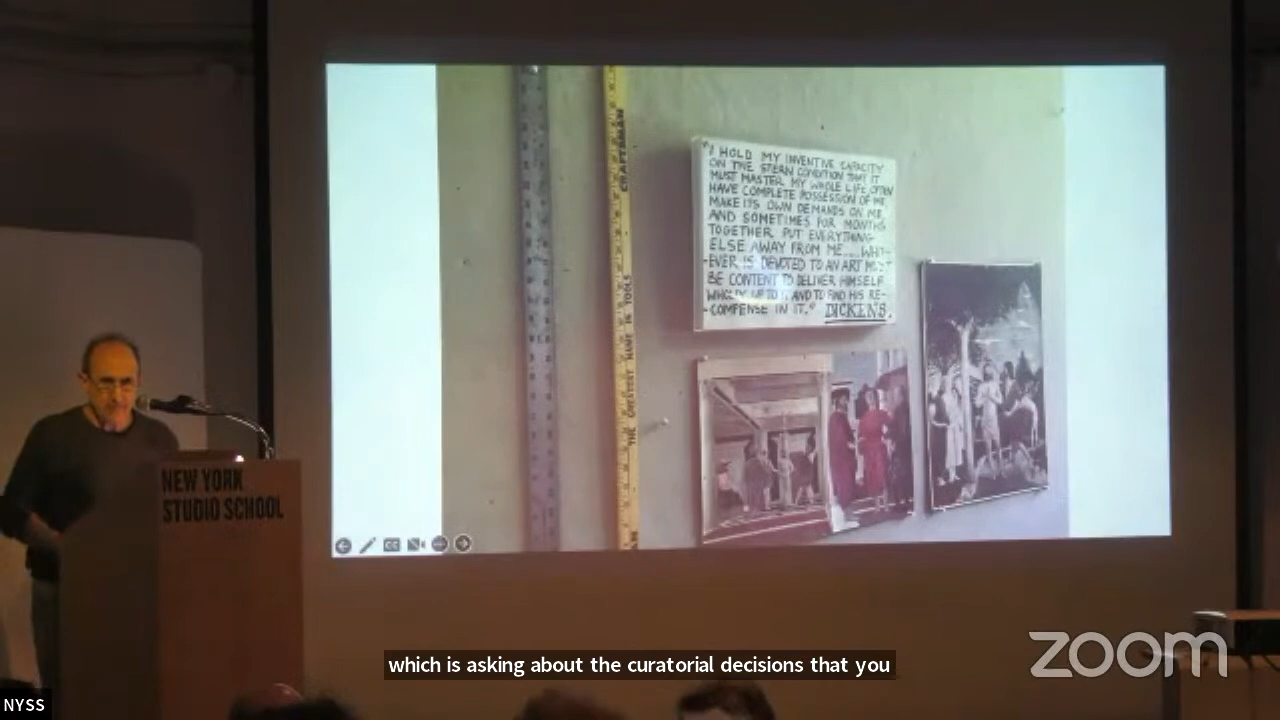 "I HOLD MY INVENTIVE CAPACITY
ON THE STERN CONDITION THAT IT
MUST MASTER MY WHOLE LIFE, OFTEN
HAVE COMPLETE POSSESSION OF ME,
MAKE ITS OWN DEMANDS ON ME,
AND SOMETIMES FOR MONTHS
TOGETHER PUT EVERYTHING
ELSE AWAY FROM ME.... WHO-
-EVER IS DEVOTED TO AN ART MUST
BE CONTENT TO DELIVER HIMSELF
WHOLLY UP TO IT AND TO FIND HIS RE-
-COMPENSE IN IT." DICKENS.
CRAFTSMAN
THE GREATEST NAME IN TOOLS
NEW YORK
STUDIO SCHOOL
CC
which is asking about the curatorial decisions that you
zoom
NYSS